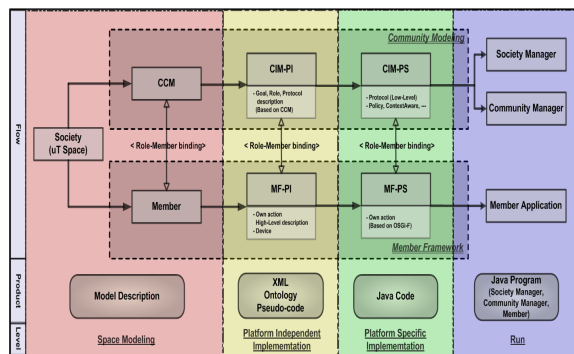 Flow
Product
Level
Community Modeling
CCM
CIM-PI
- Goal, Role, Protocol
description
(Based on CCM)
CIM-PS
- Protocol (Low-Level)
- Policy, ContextAware, ---
Society Manager
Community Manager
Society
(uT Space)
< Role-Member binding>
< Role-Member binding>
< Role-Member binding>
Member
MF-PI
- Own action
High-Level description
- Device
MF-PS
- Own action
(Based on OSGi-F)
Member Application
Member Framework
Model Description
XML
Ontology
Pseudo-code
Java Code
Java Program
(Society Manager,
Community Manager,
Member)
Space Modeling
Platform Independent
Implememtation
Platform Specific
Implememtation
Run